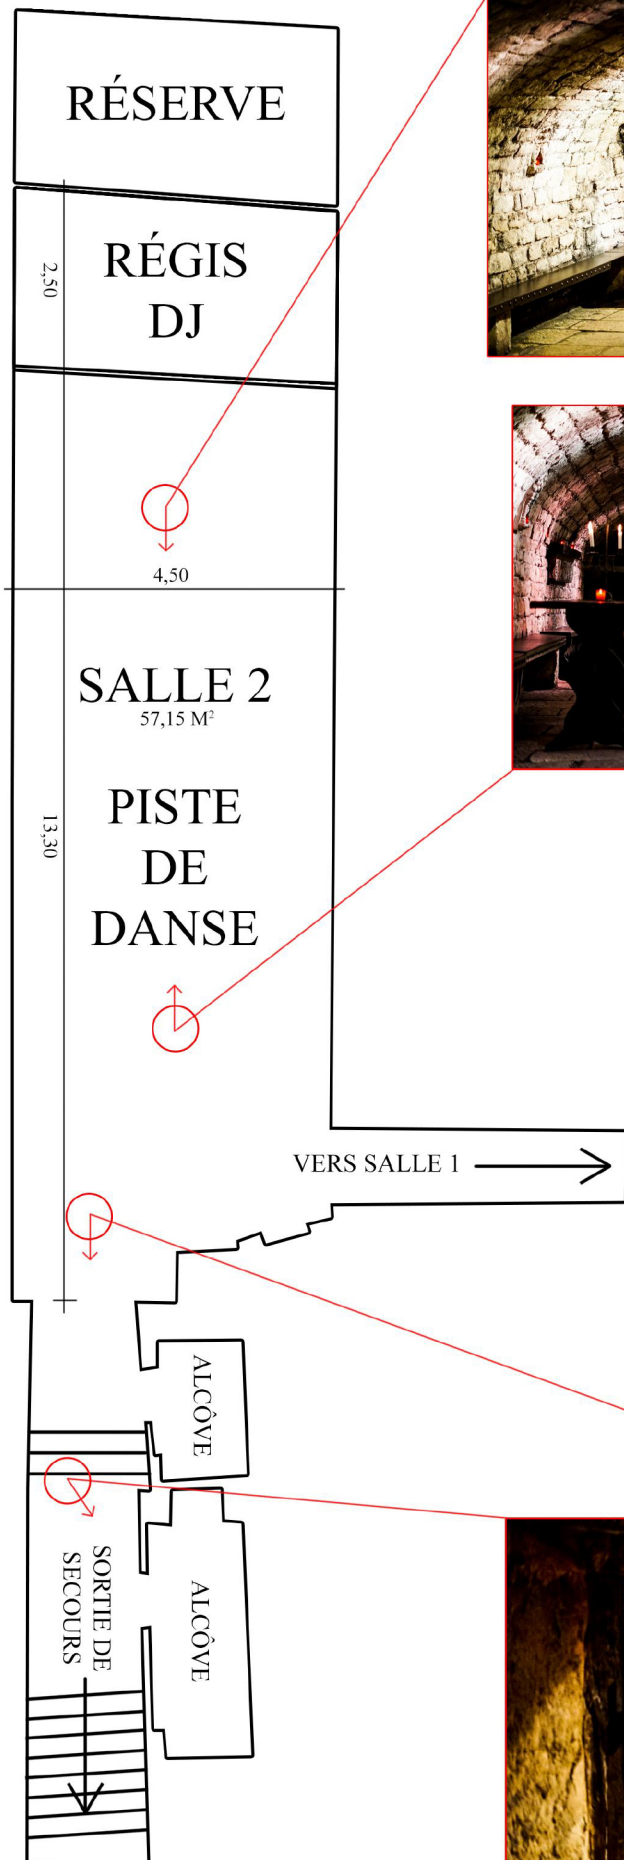 RÉSERVE
RÉGIS
DJ
2,50
4,50
SALLE 2
57,15 M²
PISTE
DE
DANSE
13,30
VERS SALLE 1
ALCÔVE
SORTIE DE
SECOURS
ALCÔVE